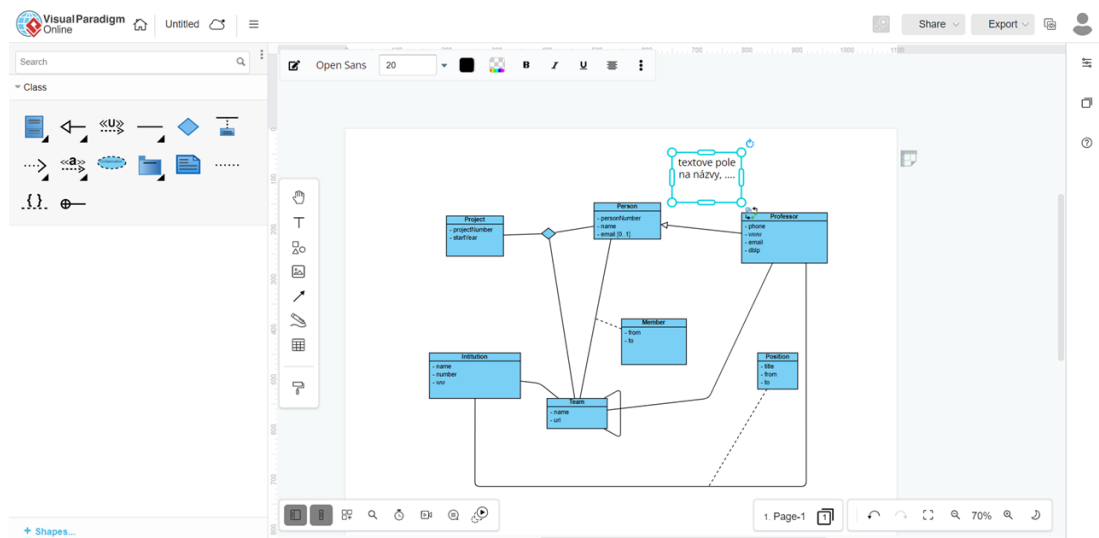 Visual Paradigm
Online
Untitled
Share
Export
Search
Class
<<U>>
<<a>>
{ }
Open Sans
20
B
I
U
textove pole
na názvy, ....
Person
- personNumber
- name
- email [0..1]
Project
- projectNumber
- startYear
Professor
- phone
- www
- email
- dblp
Member
- from
- to
Intitution
- name
- number
- ww
Position
- title
- from
- to
Team
- name
- url
+ Shapes...
1. Page-1
1
70%